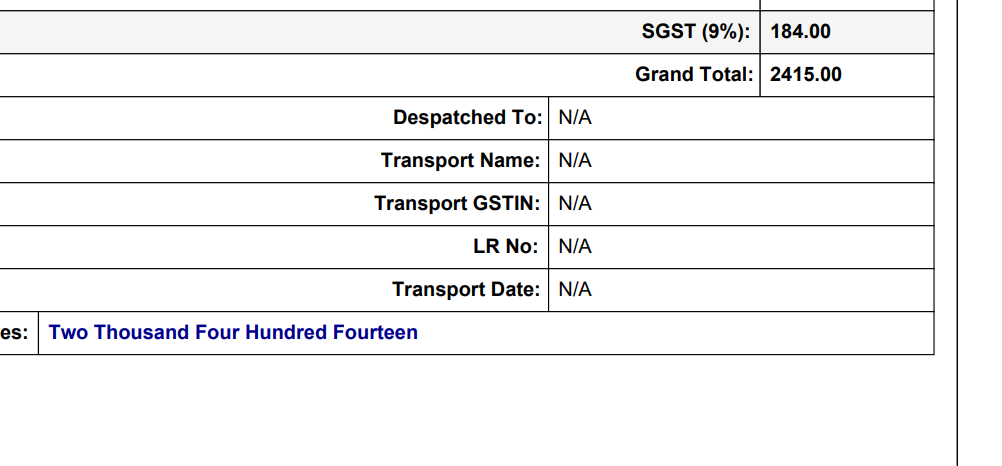 SGST (9%): 184.00
Grand Total: 2415.00
Despatched To: N/A
Transport Name: N/A
Transport GSTIN: N/A
LR No: N/A
Transport Date: N/A
es: Two Thousand Four Hundred Fourteen